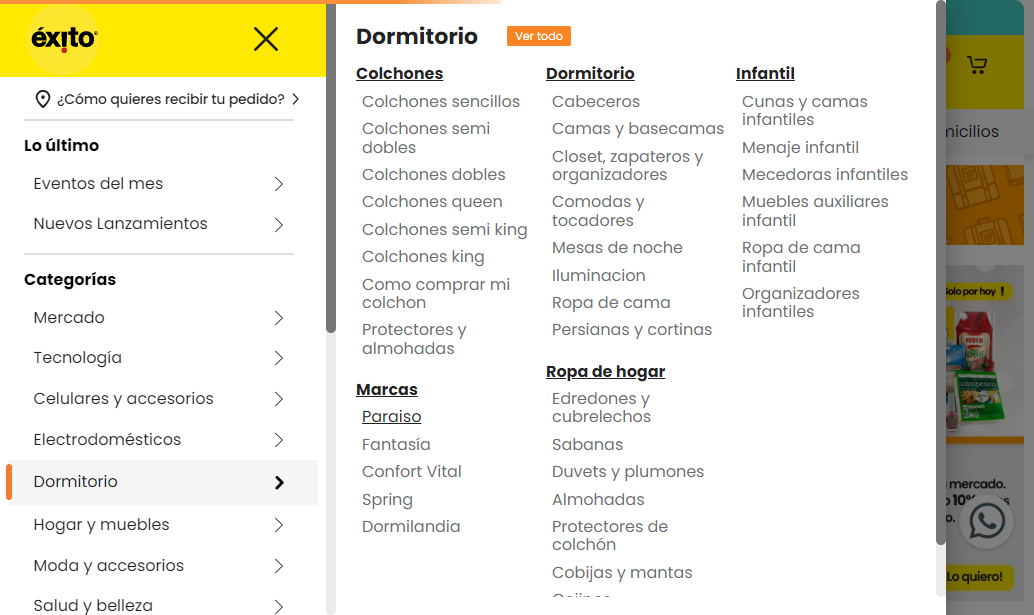 éxito
¿Cómo quieres recibir tu pedido?
Lo último
Eventos del mes
Nuevos Lanzamientos
Categorías
Mercado
Tecnología
Celulares y accesorios
Electrodomésticos
Dormitorio
Hogar y muebles
Moda y accesorios
Salud y belleza
Dormitorio
Ver todo
Colchones
Colchones sencillos
Colchones semi
dobles
Colchones dobles
Colchones queen
Colchones semi king
Colchones king
Como comprar mi
colchon
Protectores y
almohadas
Marcas
Paraiso
Fantasía
Confort Vital
Spring
Dormilandia
Dormitorio
Cabeceros
Camas y basecamas
Closet, zapateros y
organizadores
Comodas y
tocadores
Mesas de noche
Iluminacion
Ropa de cama
Persianas y cortinas
Ropa de hogar
Edredones y
cubrelechos
Sabanas
Duvets y plumones
Almohadas
Protectores de
colchón
Cobijas y mantas
Infantil
Cunas y camas
infantiles
Menaje infantil
Mecedoras infantiles
Muebles auxiliares
infantil
Ropa de cama
infantil
Organizadores
infantiles
micilios
olo por hoy !
mercado.
10%
Lo quiero!